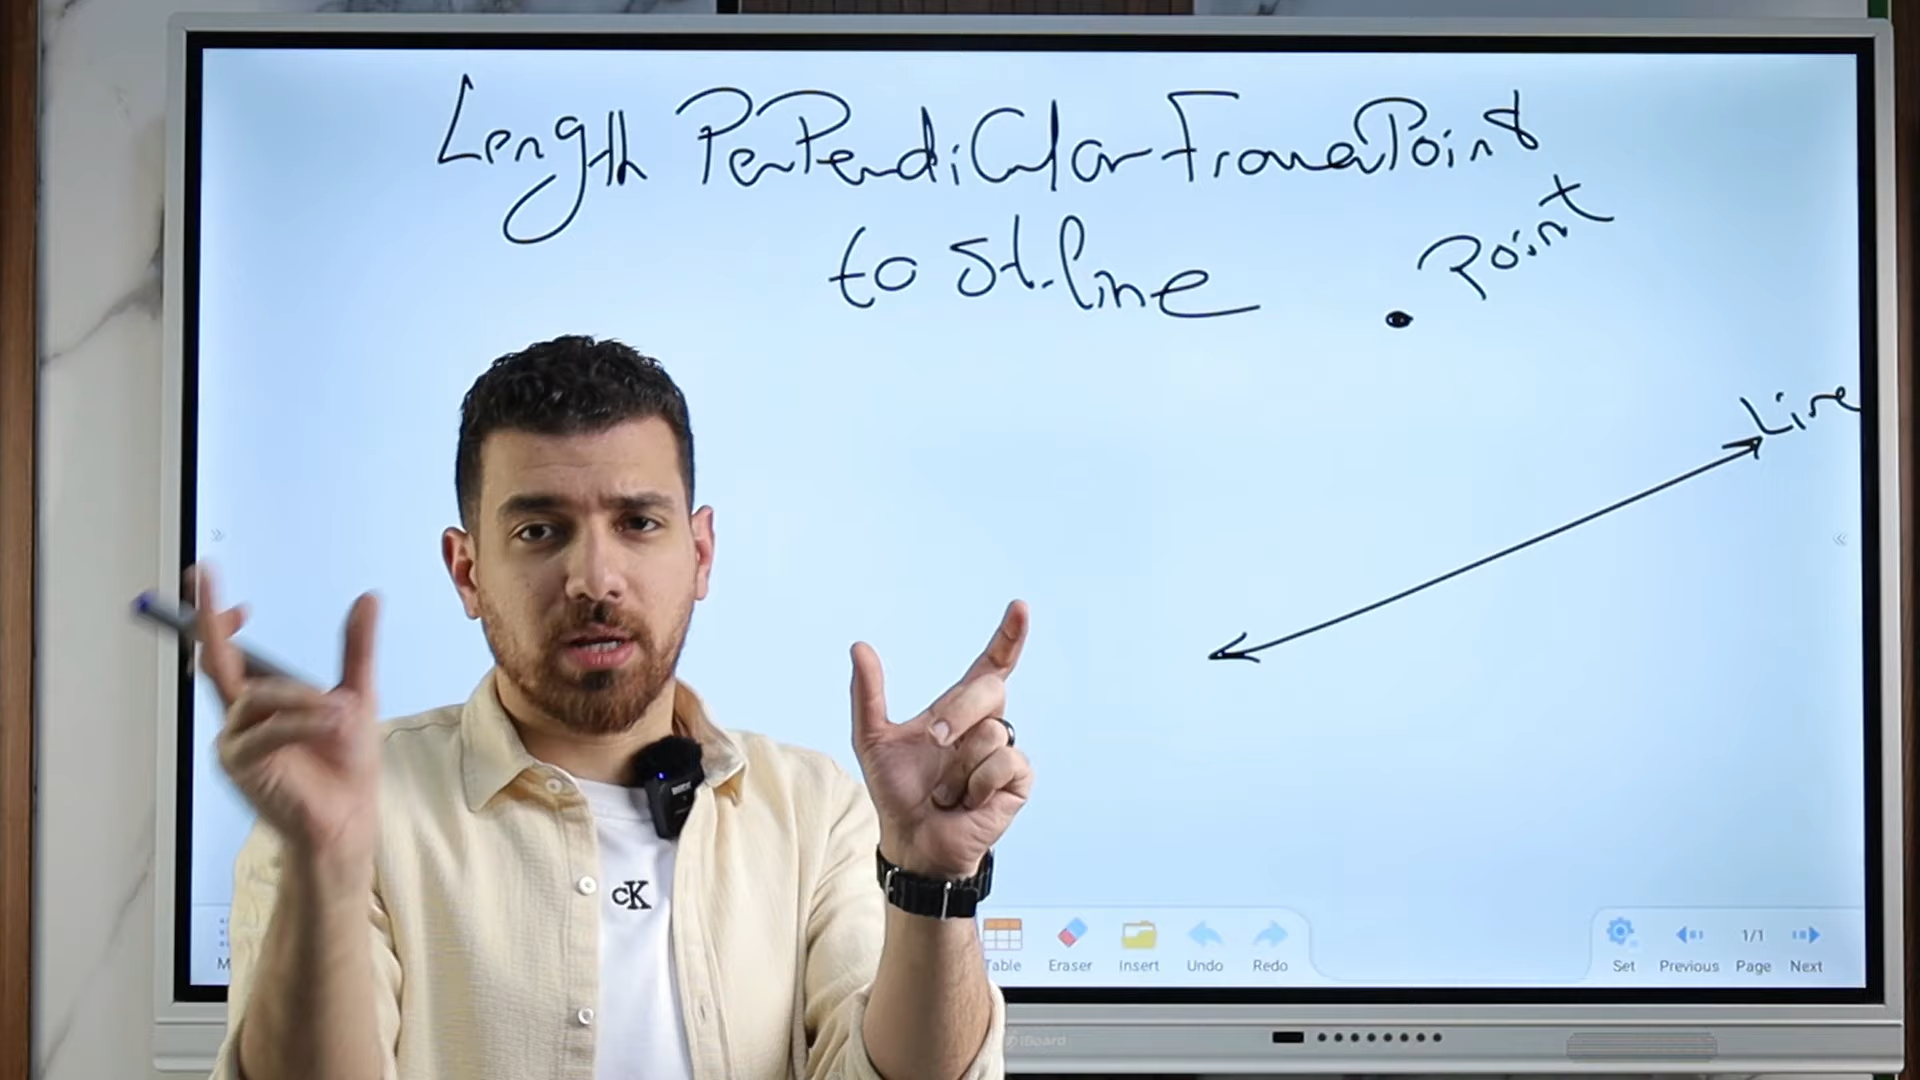 Length PerPendiCular From a Point
to st.line
Point
Line
CK
Table
Eraser
Insert
Undo
Redo
Set
Previous
1/1
Page
Next
iBoard